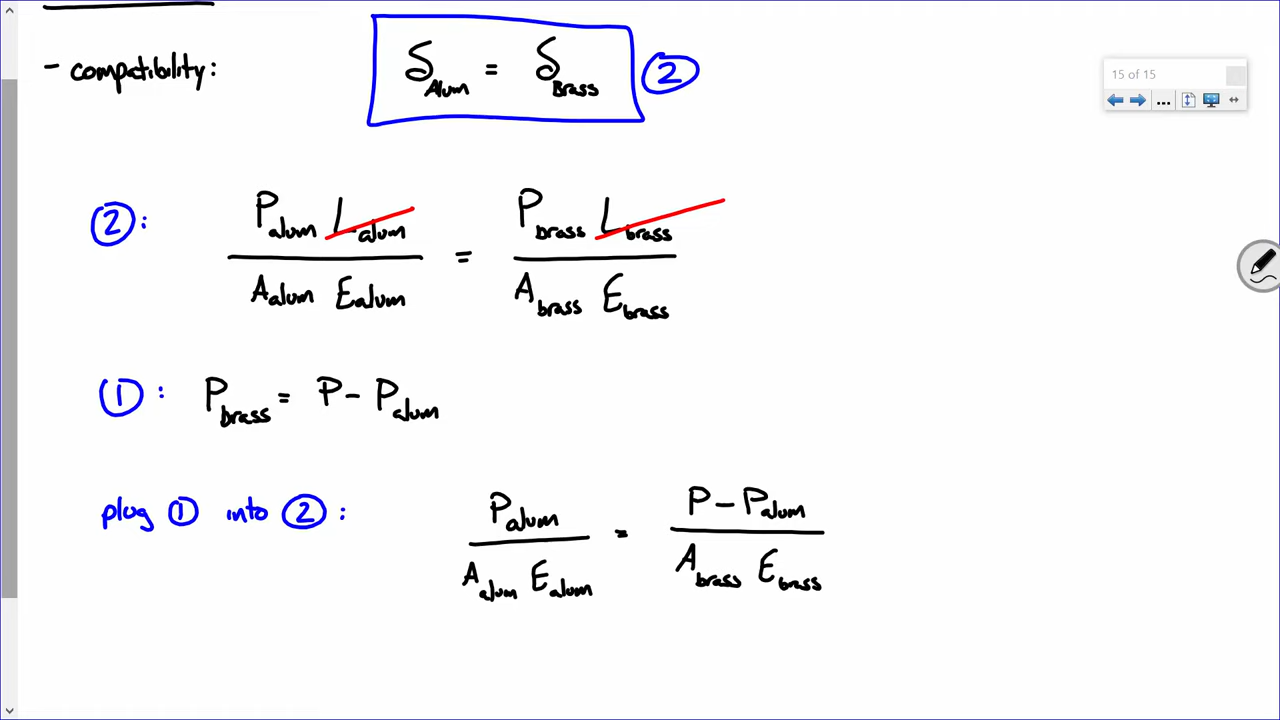 - compatibility: δAlum = δBrass ②
15 of 15
②: Palum Lalum / Aalum Ealum = Pbrass Lbrass / Abrass Ebrass
①: Pbrass = P - Palum
plug ① into ②: Palum / Aalum Ealum = P - Palum / Abrass Ebrass